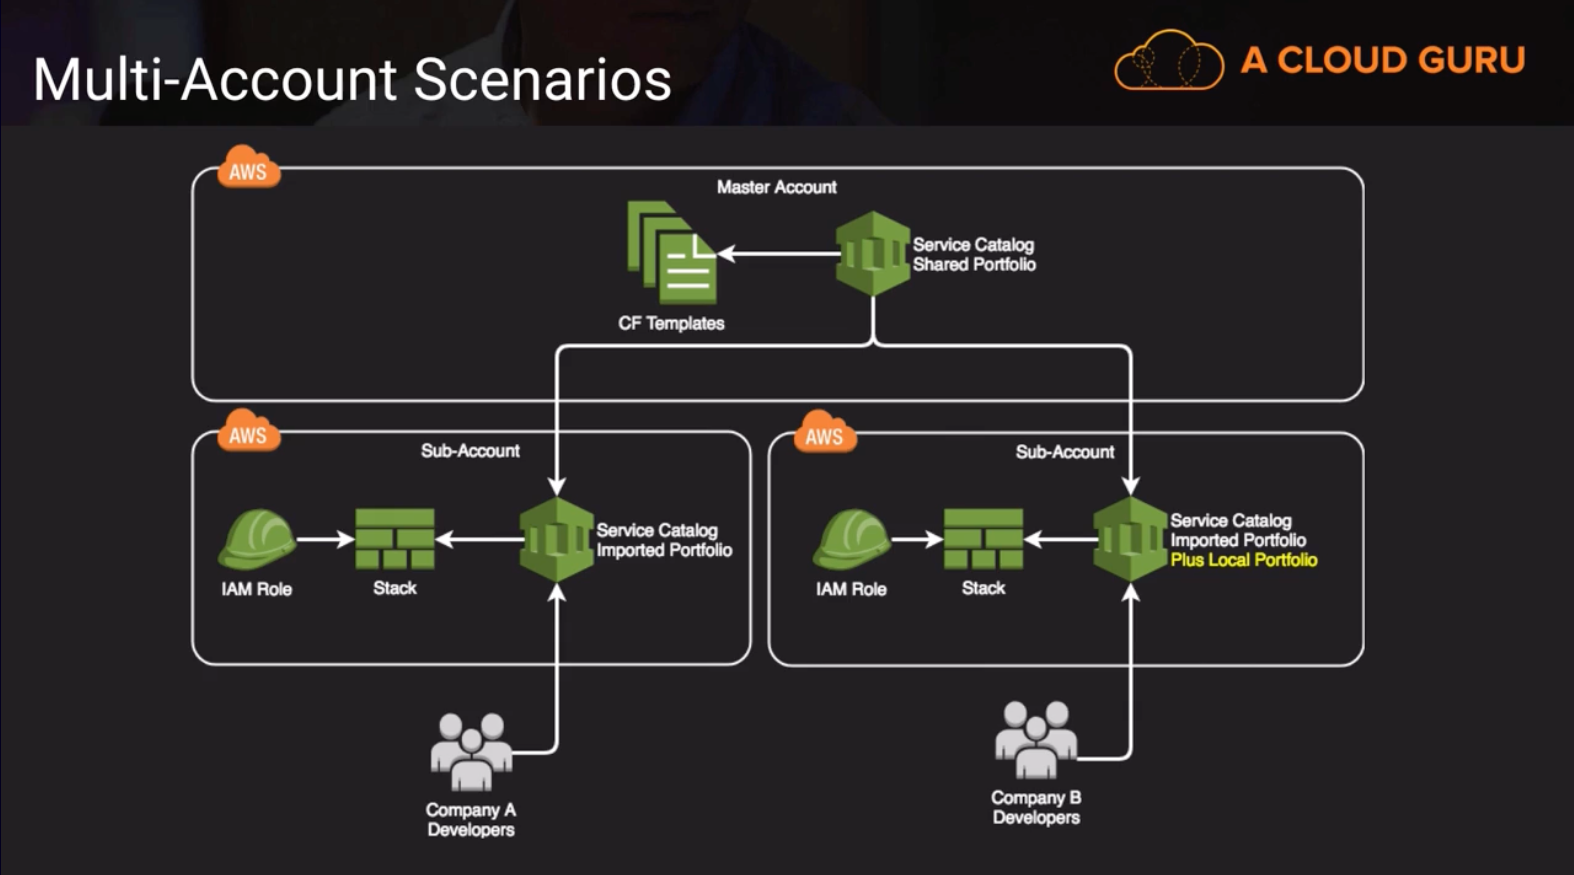 Multi-Account Scenarios
A CLOUD GURU
AWS
Master Account
Service Catalog
Shared Portfolio
CF Templates
AWS
Sub-Account
Service Catalog
Imported Portfolio
IAM Role
Stack
AWS
Sub-Account
Service Catalog
Imported Portfolio
Plus Local Portfolio
IAM Role
Stack
Company A
Developers
Company B
Developers